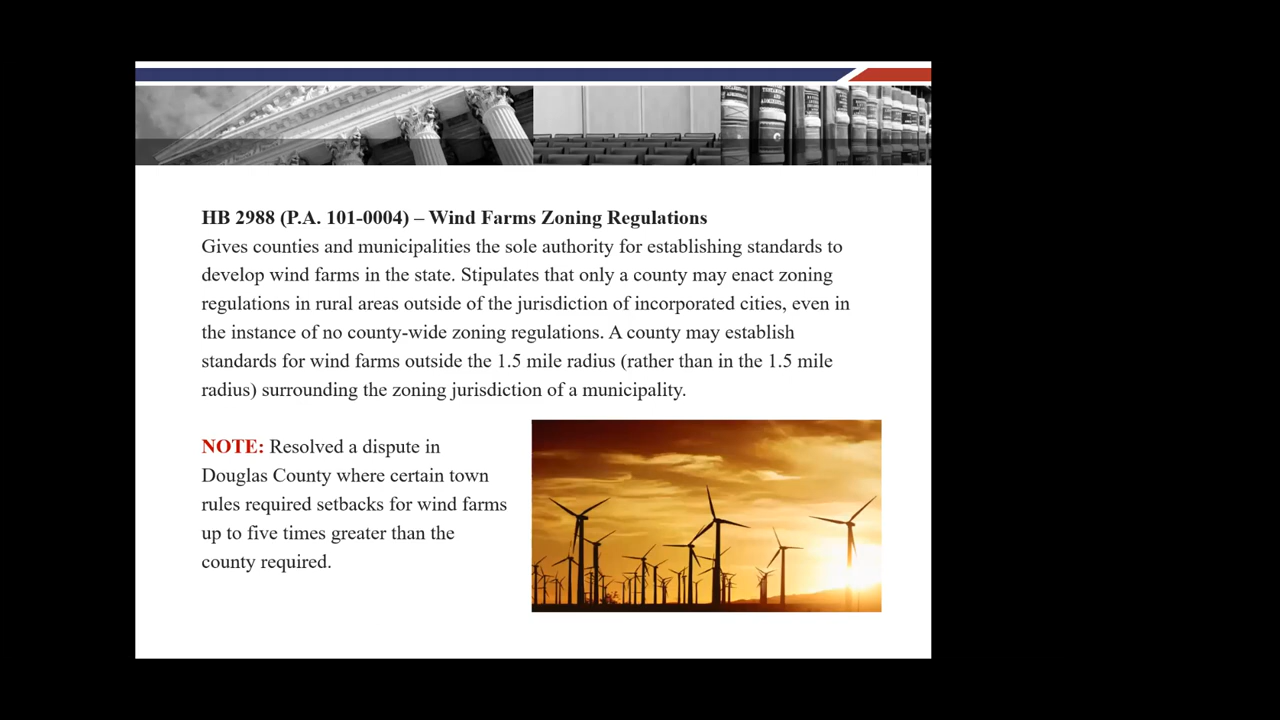 HB 2988 (P.A. 101-0004) – Wind Farms Zoning Regulations
Gives counties and municipalities the sole authority for establishing standards to
develop wind farms in the state. Stipulates that only a county may enact zoning
regulations in rural areas outside of the jurisdiction of incorporated cities, even in
the instance of no county-wide zoning regulations. A county may establish
standards for wind farms outside the 1.5 mile radius (rather than in the 1.5 mile
radius) surrounding the zoning jurisdiction of a municipality.
NOTE: Resolved a dispute in
Douglas County where certain town
rules required setbacks for wind farms
up to five times greater than the
county required.